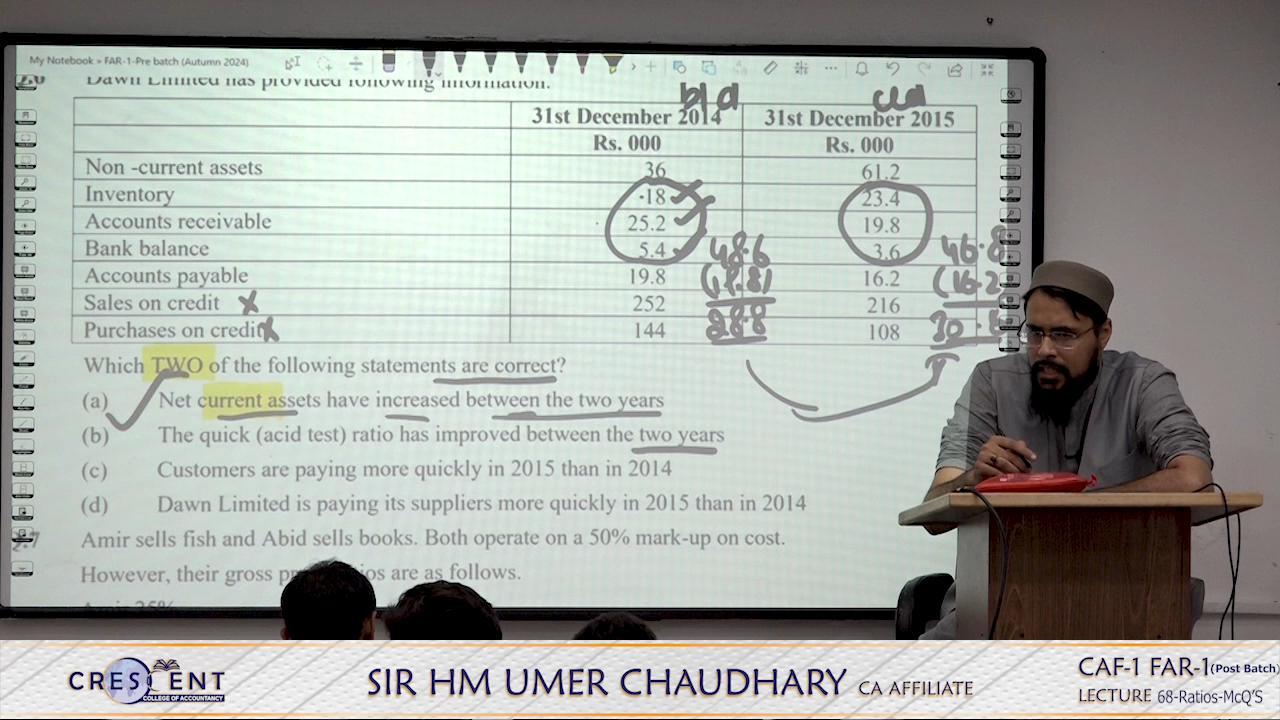 My Notebook » FAR-1-Pre batch (Autumn 2024)
Dawn Limited has provided following information.
b/d
c/d
31st December 2014 31st December 2015
Rs. 000 Rs. 000
Non -current assets 36 61.2
Inventory 18 23.4
Accounts receivable 25.2 19.8
Bank balance 5.4 3.6
48.6 46.8
Accounts payable 19.8 16.2
(19.8) (16.2
Sales on credit x 252 216
Purchases on credit x 144 108
28.8
Which TWO of the following statements are correct?
(a) Net current assets have increased between the two years
(b) The quick (acid test) ratio has improved between the two years
(c) Customers are paying more quickly in 2015 than in 2014
(d) Dawn Limited is paying its suppliers more quickly in 2015 than in 2014
Amir sells fish and Abid sells books. Both operate on a 50% mark-up on cost.
However, their gross are as follows.
CRESCENT
COLLEGE OF ACCOUNTANCY
SIR HM UMER CHAUDHARY CA AFFILIATE
CAF-1 FAR-1 (Post Batch)
LECTURE 68-Ratios-McQ'S